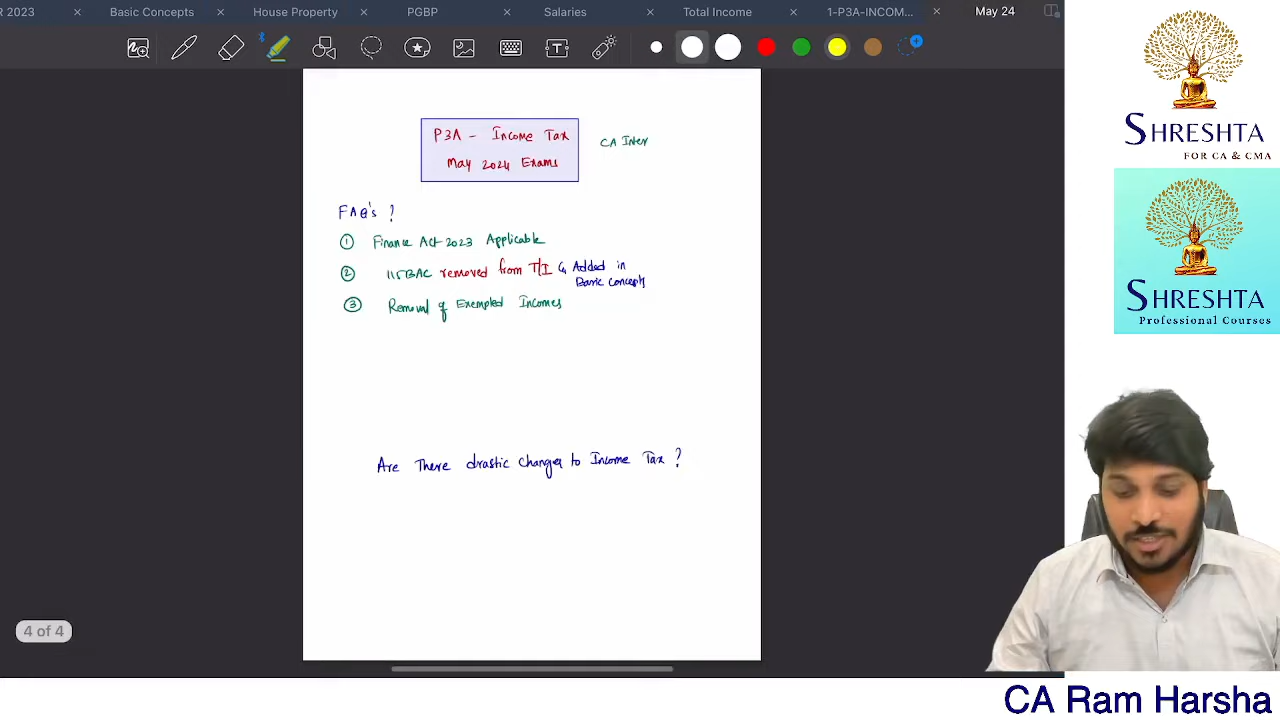 R 2023
Basic Concepts
House Property
PGBP
Salaries
Total Income
1-P3A-INCOM...
May 24
P3A - Income Tax
May 2024 Exams
CA Inter
FAQ's ?
① Finance Act 2023 Applicable
② 115BAC removed from T/I & Added in
Basic Concepts
③ Removal of Exempted Incomes
Are There drastic changes to Income Tax ?
4 of 4
SHRESHTA
FOR CA & CMA
SHRESHTA
Professional Courses
CA Ram Harsha